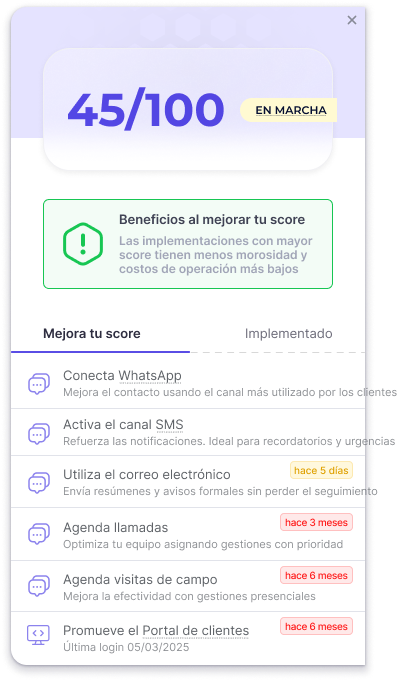 45/100
EN MARCHA
Beneficios al mejorar tu score
Las implementaciones con mayor
score tienen menos morosidad y
costos de operación más bajos
Mejora tu score
Implementado
Conecta WhatsApp
Mejora el contacto usando el canal más utilizado por los clientes
Activa el canal SMS
Refuerza las notificaciones. Ideal para recordatorios y urgencias
Utiliza el correo electrónico
hace 5 días
Envía resúmenes y avisos formales sin perder el seguimiento
Agenda llamadas
hace 3 meses
Optimiza tu equipo asignando gestiones con prioridad
Agenda visitas de campo
hace 6 meses
Mejora la efectividad con gestiones presenciales
Promueve el Portal de clientes
hace 6 meses
Última login 05/03/2025